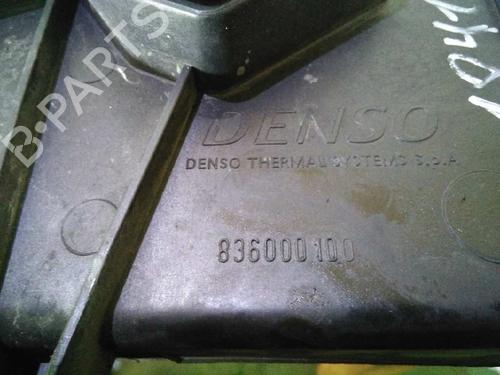 B-PARTS
DENSO
DENSO THERMAL SYSTEMS S.P.A
836000100